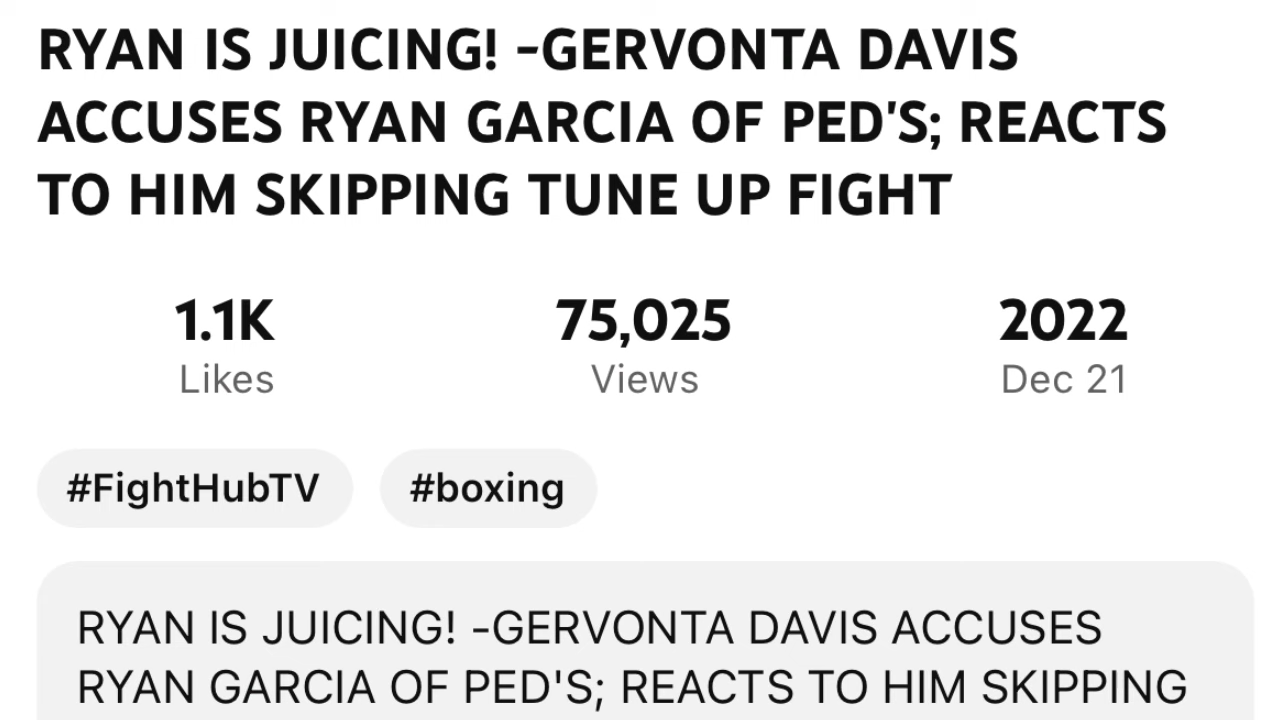 RYAN IS JUICING! -GERVONTA DAVIS
ACCUSES RYAN GARCIA OF PED'S; REACTS
TO HIM SKIPPING TUNE UP FIGHT
1.1K 75,025 2022
Likes Views Dec 21
#FightHubTV #boxing
RYAN IS JUICING! -GERVONTA DAVIS ACCUSES
RYAN GARCIA OF PED'S; REACTS TO HIM SKIPPING